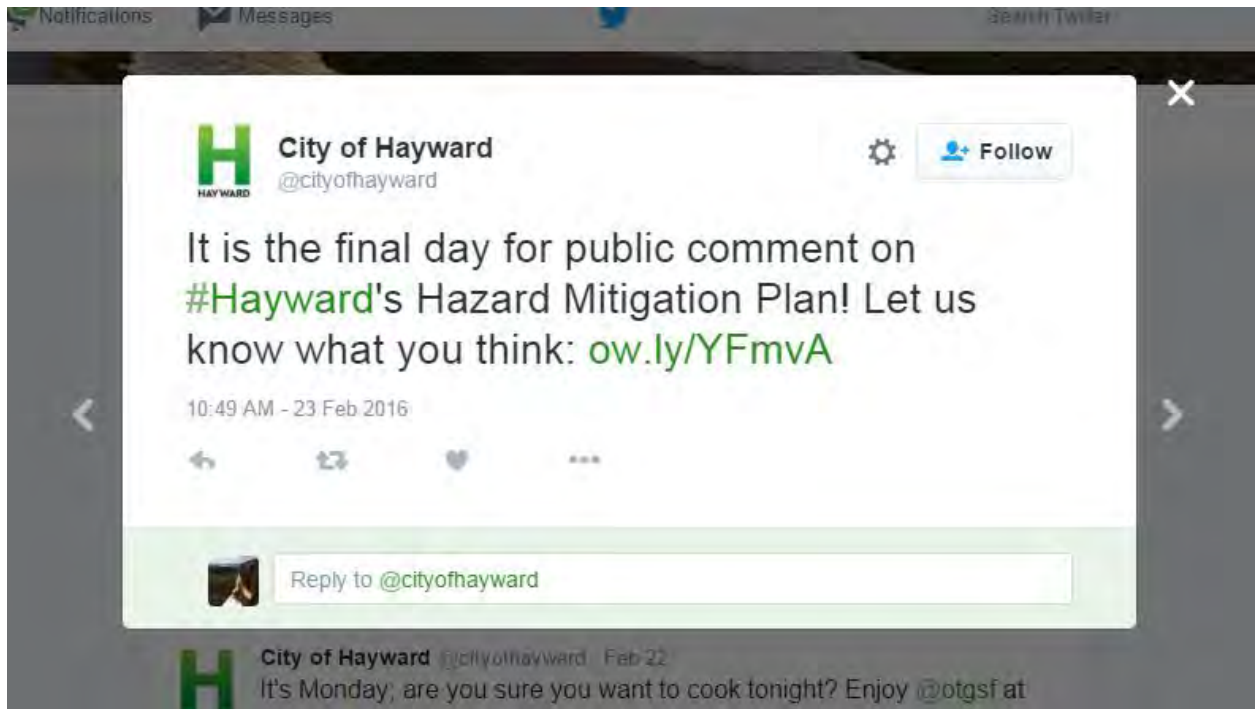 Notifications Messages Search Twitter
City of Hayward
@cityofhayward
Follow
HAYWARD
It is the final day for public comment on
#Hayward's Hazard Mitigation Plan! Let us
know what you think: ow.ly/YFmvA
10:49 AM - 23 Feb 2016
Reply to @cityofhayward
City of Hayward @cityofhayward Feb 22
It's Monday; are you sure you want to cook tonight? Enjoy @otgsf at